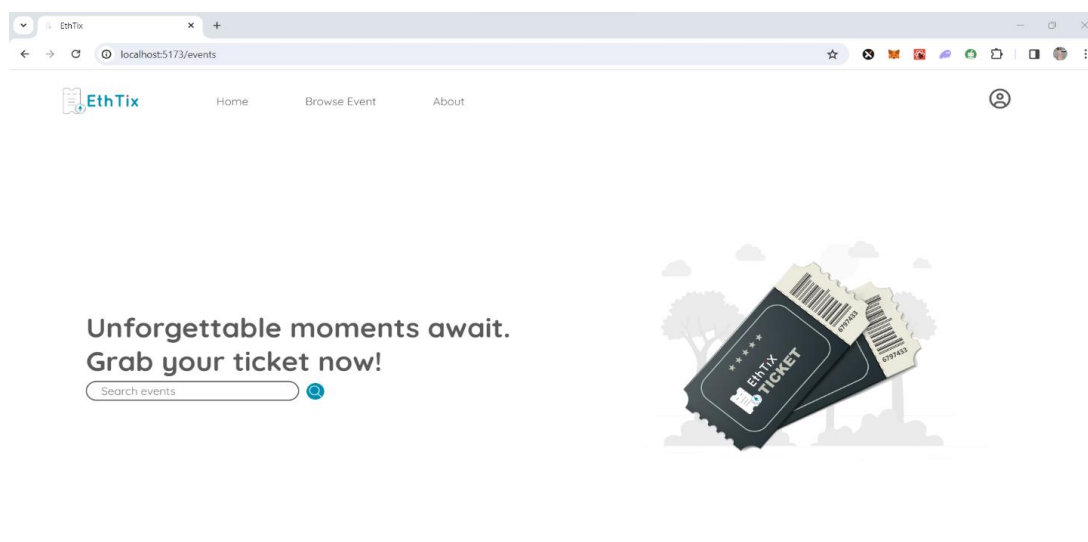 EthTix
localhost:5173/events
EthTix
Home
Browse Event
About
Unforgettable moments await.
Grab your ticket now!
Search events
EthTix
TICKET
6797433
6797433